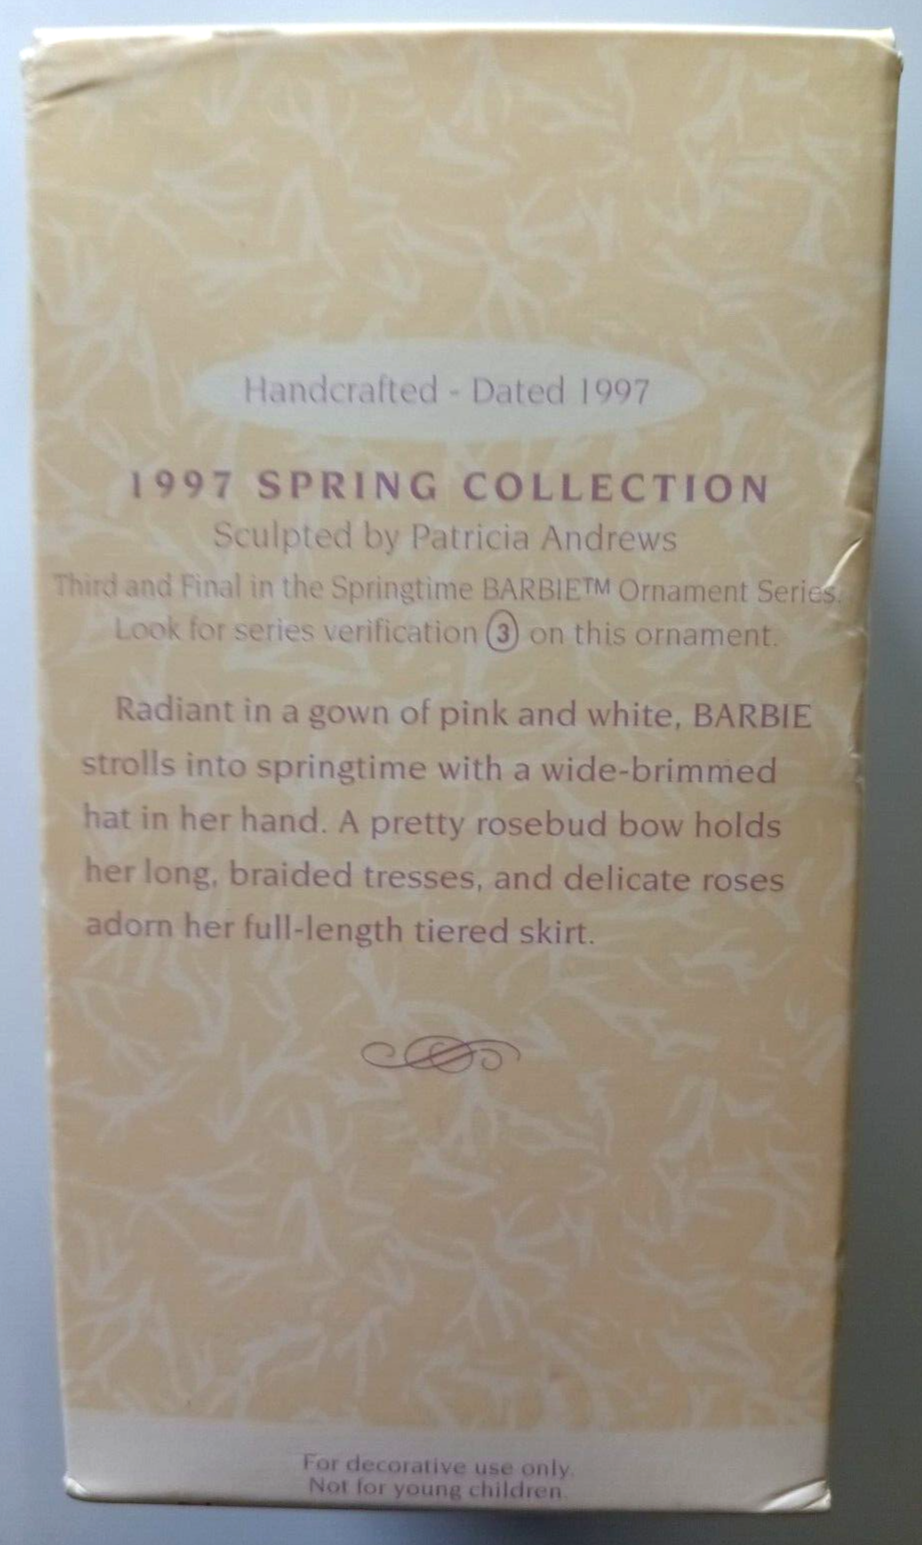 Handcrafted - Dated 1997
1997 SPRING COLLECTION
Sculpted by Patricia Andrews
Third and Final in the Springtime BARBIE™ Ornament Series.
Look for series verification ③ on this ornament.
Radiant in a gown of pink and white, BARBIE
strolls into springtime with a wide-brimmed
hat in her hand. A pretty rosebud bow holds
her long, braided tresses, and delicate roses
adorn her full-length tiered skirt.
For decorative use only.
Not for young children.